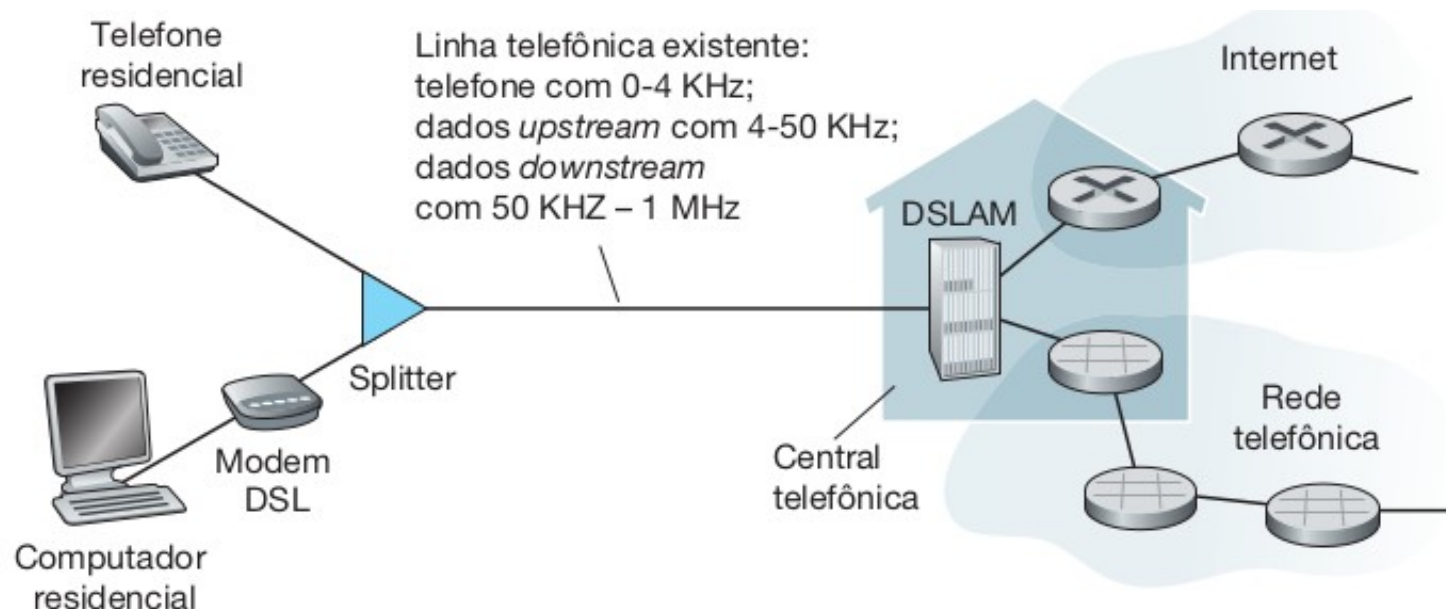 Telefone
residencial
Linha telefônica existente:
telefone com 0-4 KHz;
dados upstream com 4-50 KHz;
dados downstream
com 50 KHZ – 1 MHz
Internet
DSLAM
Splitter
Modem
DSL
Computador
residencial
Central
telefônica
Rede
telefônica